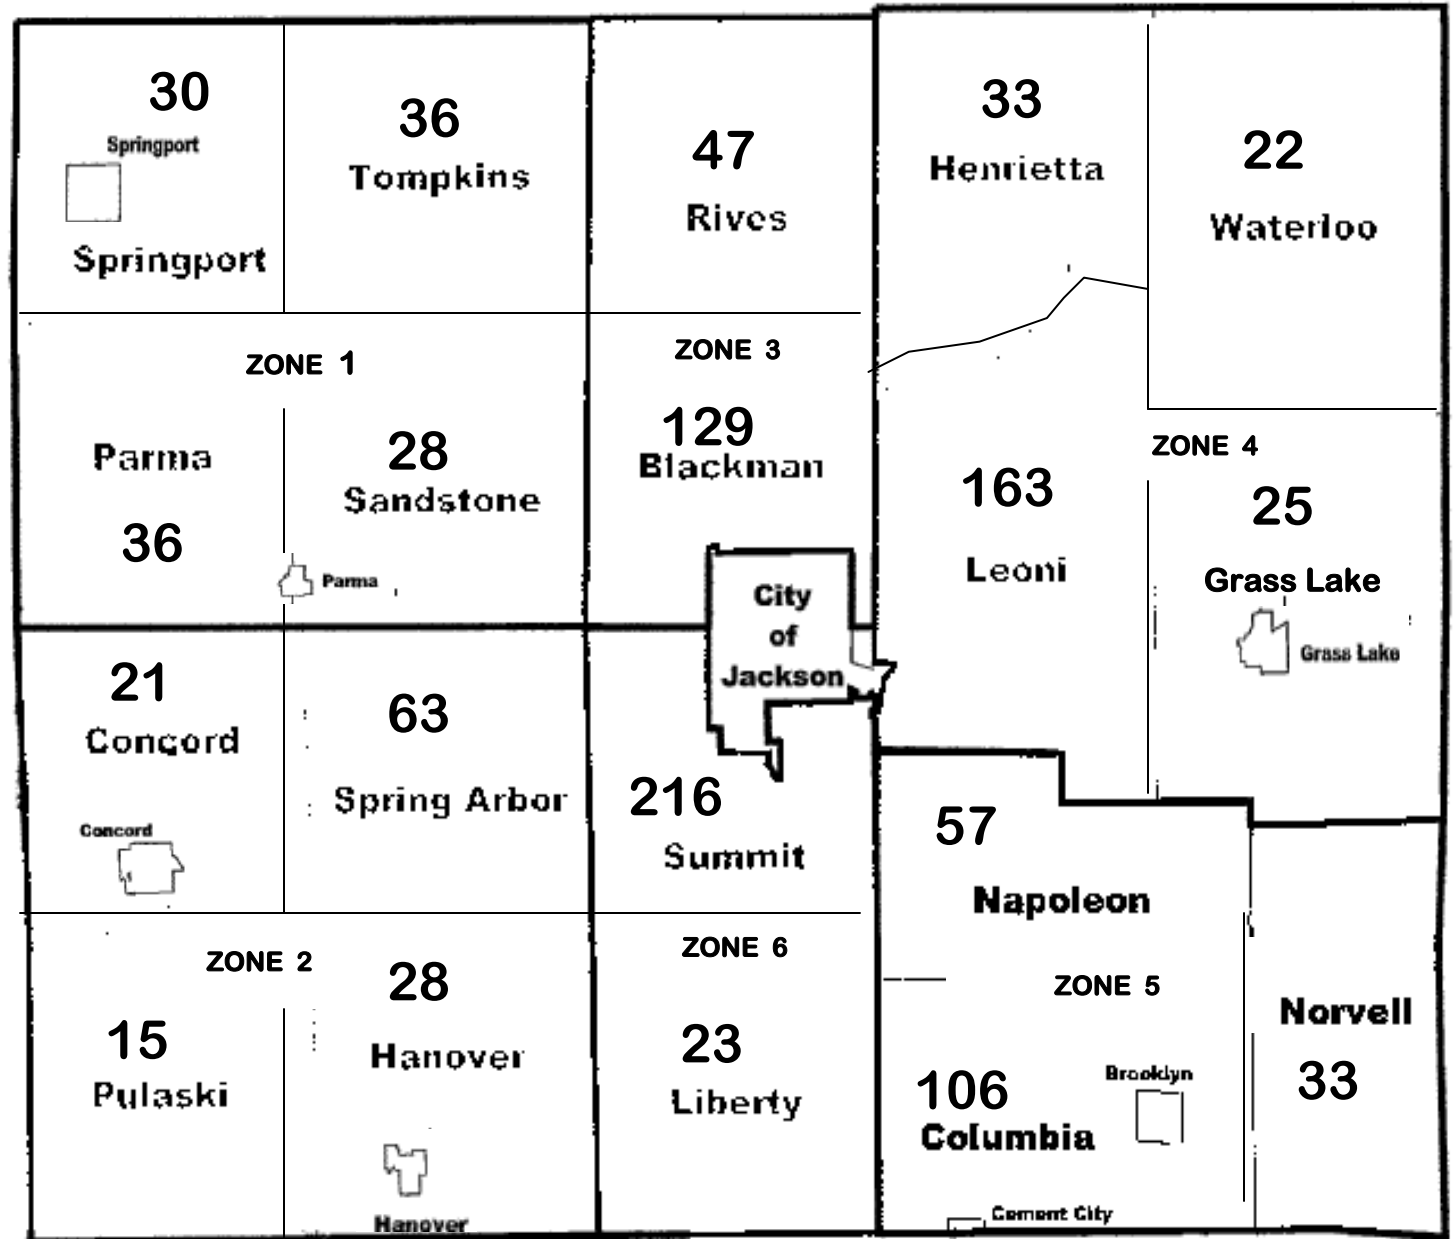 30
Springport
Springport
36
Tompkins
47
Rives
33
Henrietta
22
Waterloo
ZONE 1
ZONE 3
Parma
36
28
Sandstone
Parma
129
Blackman
ZONE 4
163
Leoni
25
Grass Lake
Grass Lake
City
of
Jackson
21
Concord
Concord
63
Spring Arbor
216
Summit
57
Napoleon
ZONE 2
ZONE 6
ZONE 5
15
Pulaski
28
Hanover
Hanover
23
Liberty
106
Columbia
Brooklyn
Cement City
Norvell
33